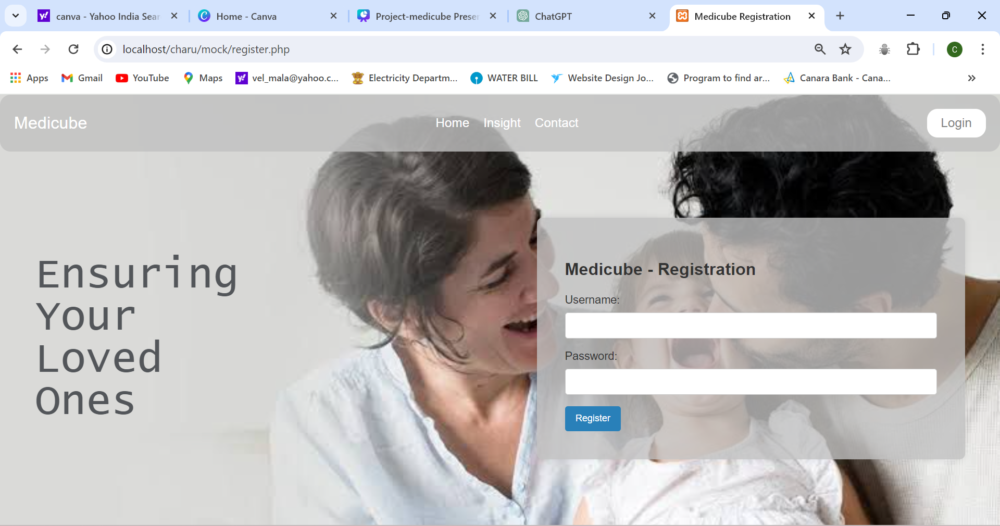 canva - Yahoo India Sear
Home - Canva
Project-medicube Preser
ChatGPT
Medicube Registration
localhost/charu/mock/register.php
C
Apps
Gmail
YouTube
Maps
vel_mala@yahoo.c...
Electricity Departm...
WATER BILL
Website Design Jo...
Program to find ar...
Canara Bank - Cana...
Medicube
Home Insight Contact
Login
Ensuring
Your
Loved
Ones
Medicube - Registration
Username:
Password:
Register